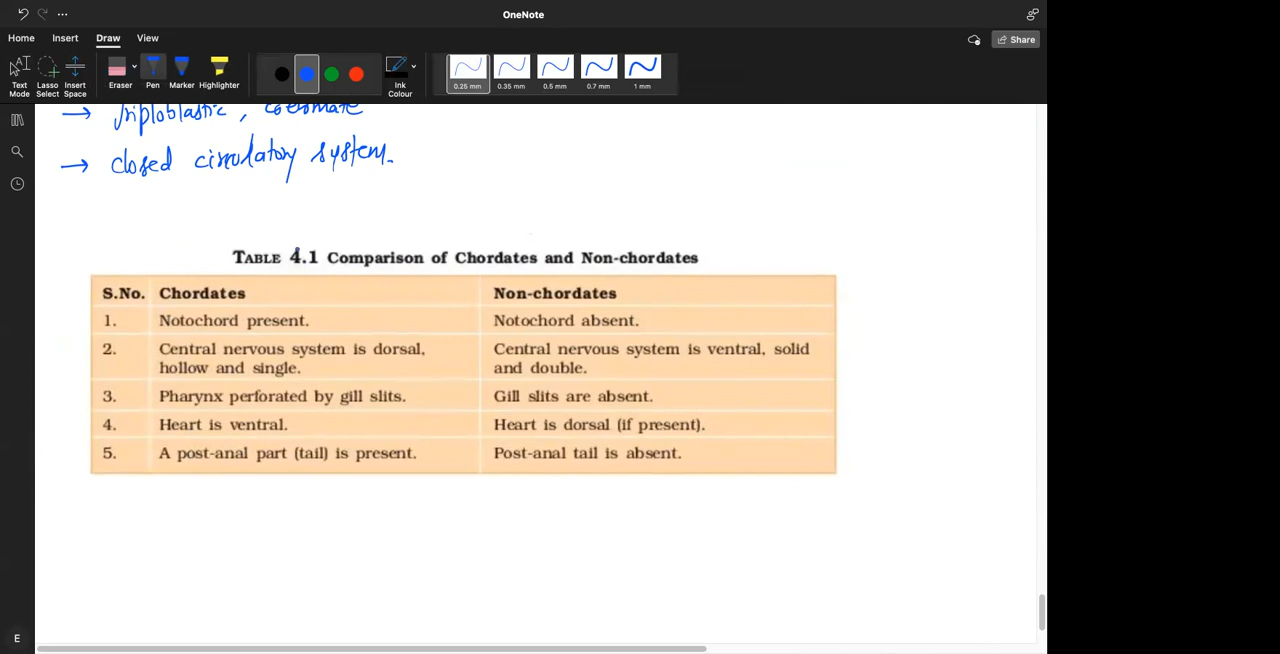 OneNote
Home Insert Draw View
Share
Text Mode
Lasso Select
Insert Space
Eraser
Pen
Marker
Highlighter
Ink Colour
0.25 mm
0.35 mm
0.5 mm
0.7 mm
1 mm
→ triploblastic, coelomate
→ closed circulatory system.
TABLE 4.1 Comparison of Chordates and Non-chordates
S.No. Chordates Non-chordates
1. Notochord present. Notochord absent.
2. Central nervous system is dorsal, Central nervous system is ventral, solid
hollow and single. and double.
3. Pharynx perforated by gill slits. Gill slits are absent.
4. Heart is ventral. Heart is dorsal (if present).
5. A post-anal part (tail) is present. Post-anal tail is absent.
E